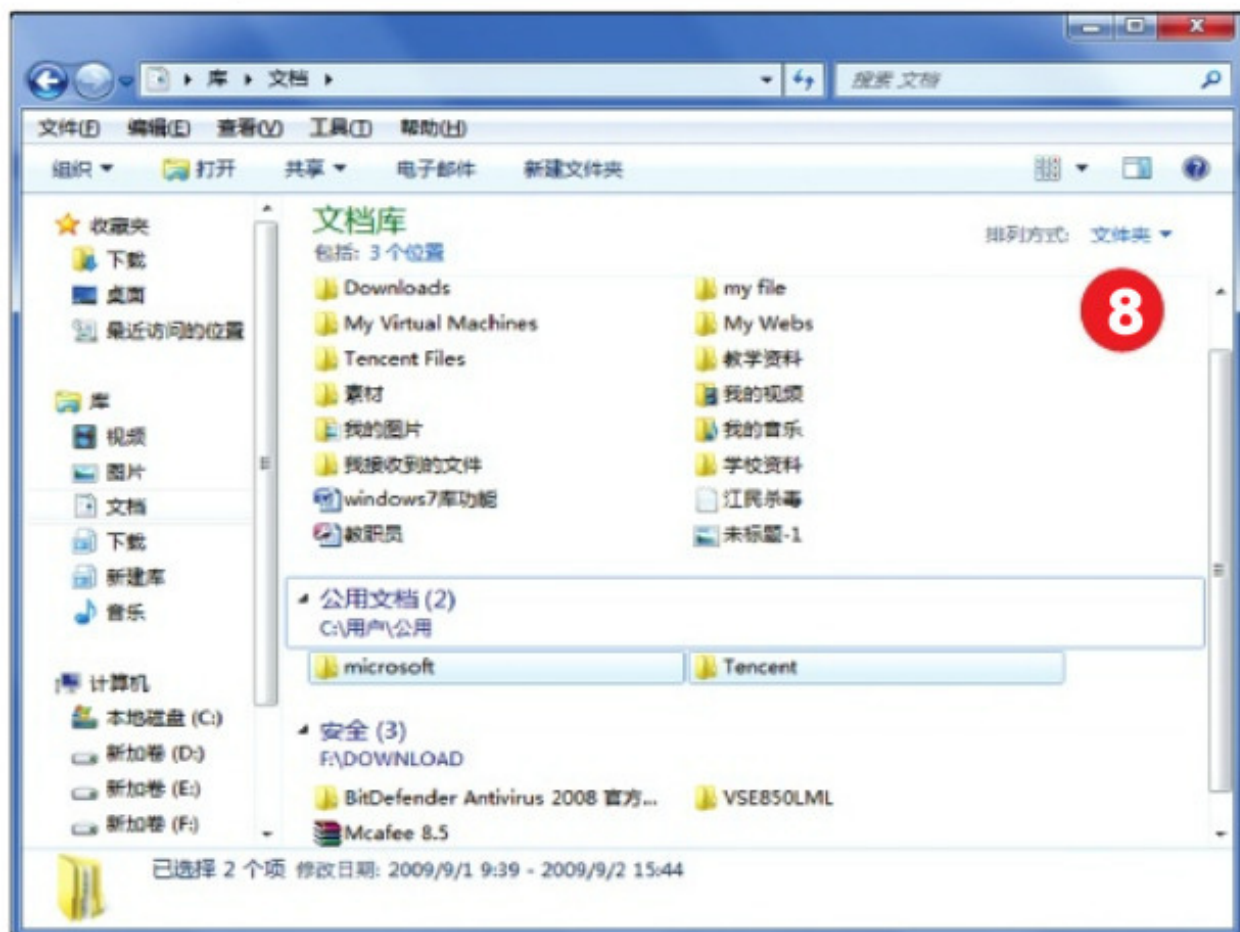 库 文档
搜索 文档
文件(F) 编辑(E) 查看(V) 工具(T) 帮助(H)
组织 打开 共享 电子邮件 新建文件夹
收藏夹
下载
桌面
最近访问的位置
库
视频
图片
文档
下载
新建库
音乐
计算机
本地磁盘 (C:)
新加卷 (D:)
新加卷 (E:)
新加卷 (F:)
文档库
包括: 3 个位置
排列方式: 文件夹
8
Downloads my file
My Virtual Machines My Webs
Tencent Files 教学资料
素材 我的视频
我的图片 我的音乐
我接收到的文件 学校资料
windows7库功能 江民杀毒
教职员 未标题-1
公用文档 (2)
C:\用户\公用
microsoft Tencent
安全 (3)
F:\DOWNLOAD
BitDefender Antivirus 2008 官方... VSE850LML
Mcafee 8.5
已选择 2 个项 修改日期: 2009/9/1 9:39 - 2009/9/2 15:44